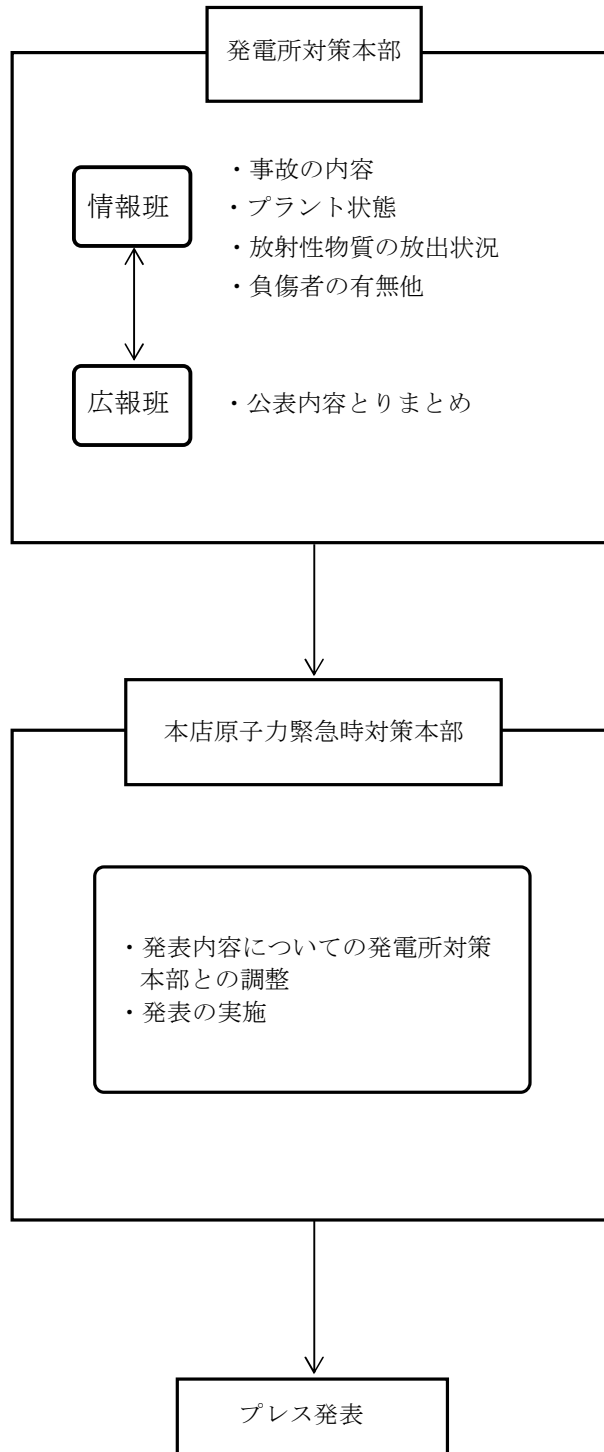 発電所対策本部
情報班
・事故の内容
・プラント状態
・放射性物質の放出状況
・負傷者の有無他
広報班
・公表内容とりまとめ
本店原子力緊急時対策本部
・発表内容についての発電所対策
本部との調整
・発表の実施
プレス発表